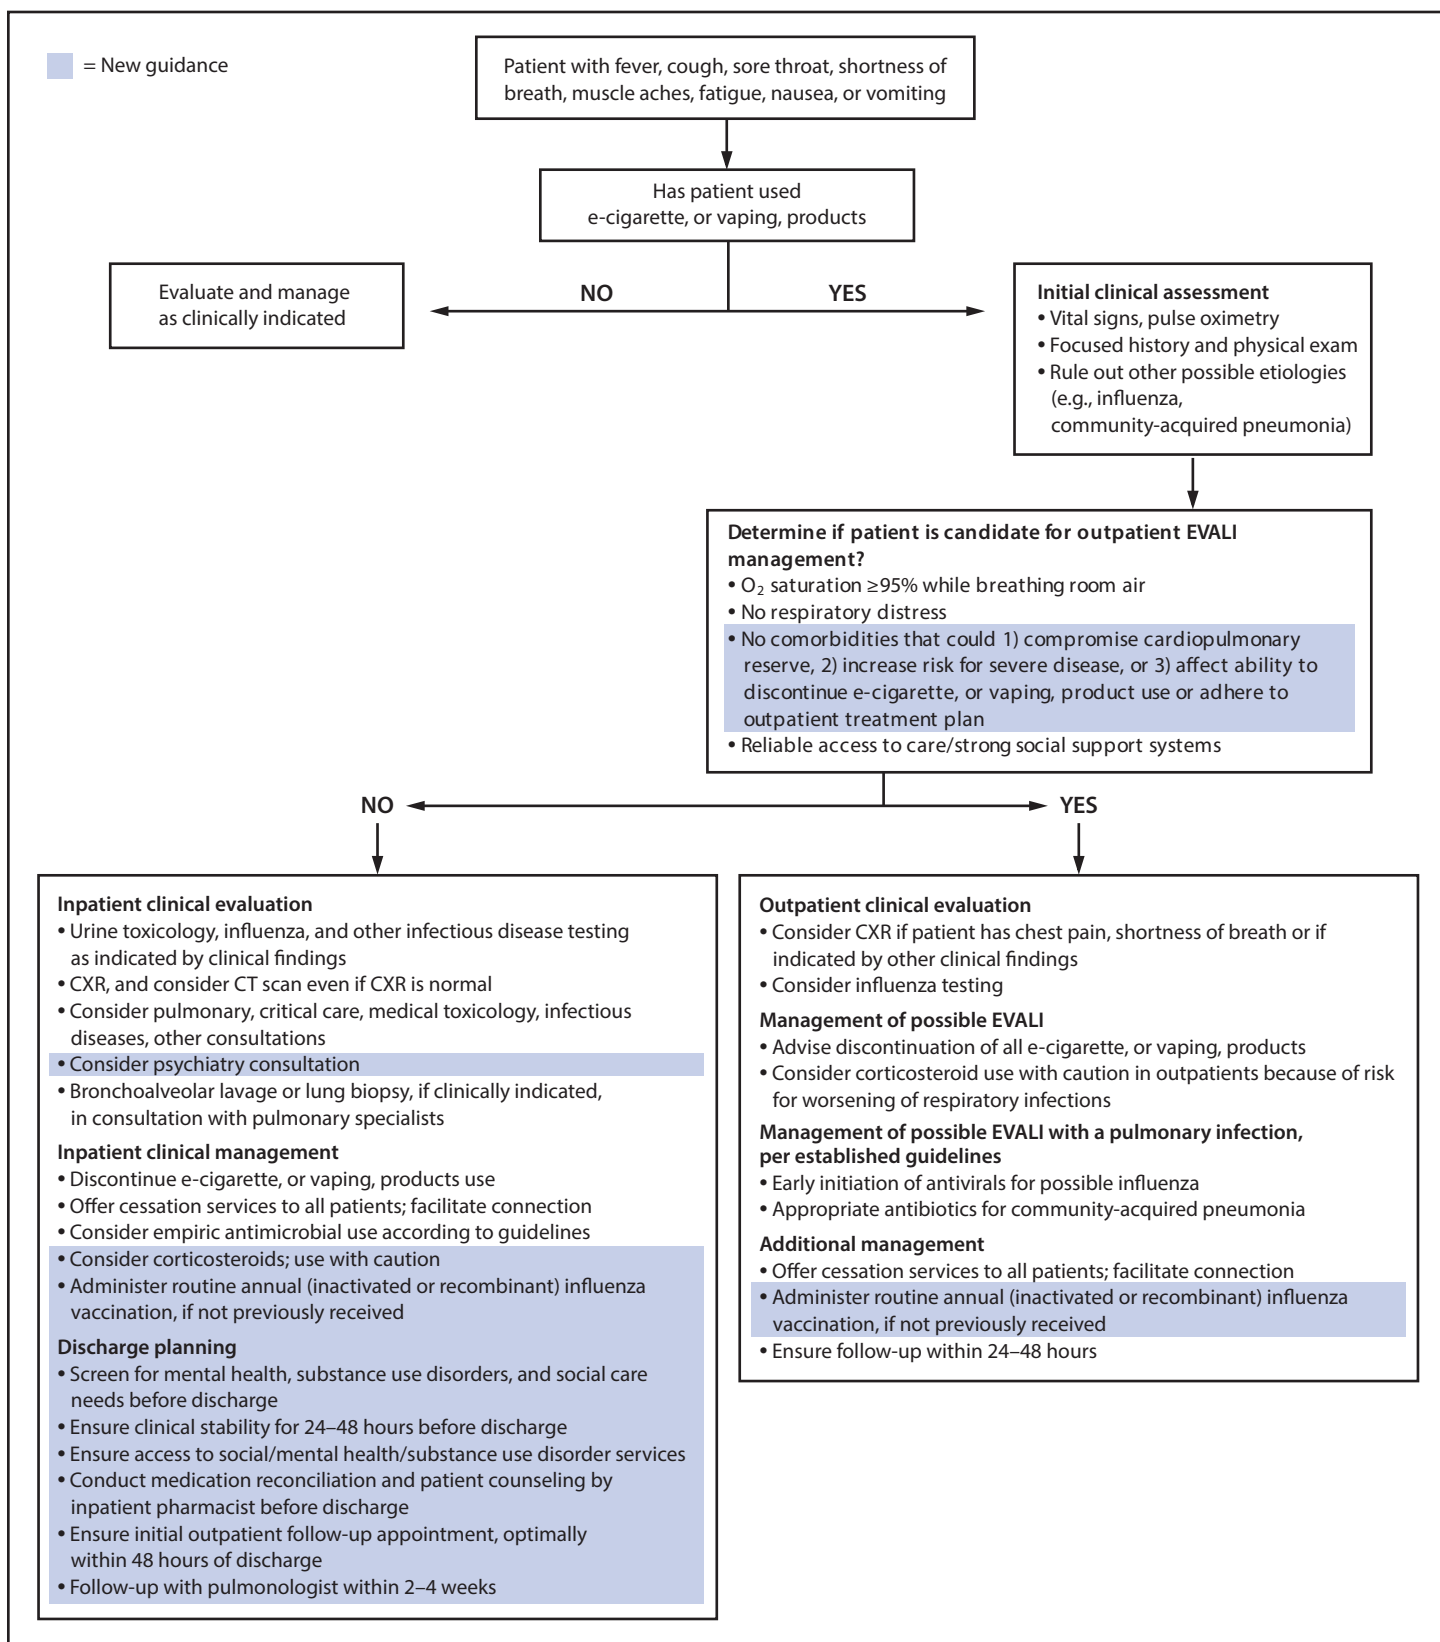 = New guidance
Patient with fever, cough, sore throat, shortness of
breath, muscle aches, fatigue, nausea, or vomiting
Has patient used
e-cigarette, or vaping, products
NO
YES
Evaluate and manage
as clinically indicated
Initial clinical assessment
• Vital signs, pulse oximetry
• Focused history and physical exam
• Rule out other possible etiologies
(e.g., influenza,
community-acquired pneumonia)
Determine if patient is candidate for outpatient EVALI
management?
• O₂ saturation ≥95% while breathing room air
• No respiratory distress
• No comorbidities that could 1) compromise cardiopulmonary
reserve, 2) increase risk for severe disease, or 3) affect ability to
discontinue e-cigarette, or vaping, product use or adhere to
outpatient treatment plan
• Reliable access to care/strong social support systems
NO
YES
Inpatient clinical evaluation
• Urine toxicology, influenza, and other infectious disease testing
as indicated by clinical findings
• CXR, and consider CT scan even if CXR is normal
• Consider pulmonary, critical care, medical toxicology, infectious
diseases, other consultations
• Consider psychiatry consultation
• Bronchoalveolar lavage or lung biopsy, if clinically indicated,
in consultation with pulmonary specialists
Inpatient clinical management
• Discontinue e-cigarette, or vaping, products use
• Offer cessation services to all patients; facilitate connection
• Consider empiric antimicrobial use according to guidelines
• Consider corticosteroids; use with caution
• Administer routine annual (inactivated or recombinant) influenza
vaccination, if not previously received
Discharge planning
• Screen for mental health, substance use disorders, and social care
needs before discharge
• Ensure clinical stability for 24–48 hours before discharge
• Ensure access to social/mental health/substance use disorder services
• Conduct medication reconciliation and patient counseling by
inpatient pharmacist before discharge
• Ensure initial outpatient follow-up appointment, optimally
within 48 hours of discharge
• Follow-up with pulmonologist within 2–4 weeks
Outpatient clinical evaluation
• Consider CXR if patient has chest pain, shortness of breath or if
indicated by other clinical findings
• Consider influenza testing
Management of possible EVALI
• Advise discontinuation of all e-cigarette, or vaping, products
• Consider corticosteroid use with caution in outpatients because of risk
for worsening of respiratory infections
Management of possible EVALI with a pulmonary infection,
per established guidelines
• Early initiation of antivirals for possible influenza
• Appropriate antibiotics for community-acquired pneumonia
Additional management
• Offer cessation services to all patients; facilitate connection
• Administer routine annual (inactivated or recombinant) influenza
vaccination, if not previously received
• Ensure follow-up within 24–48 hours